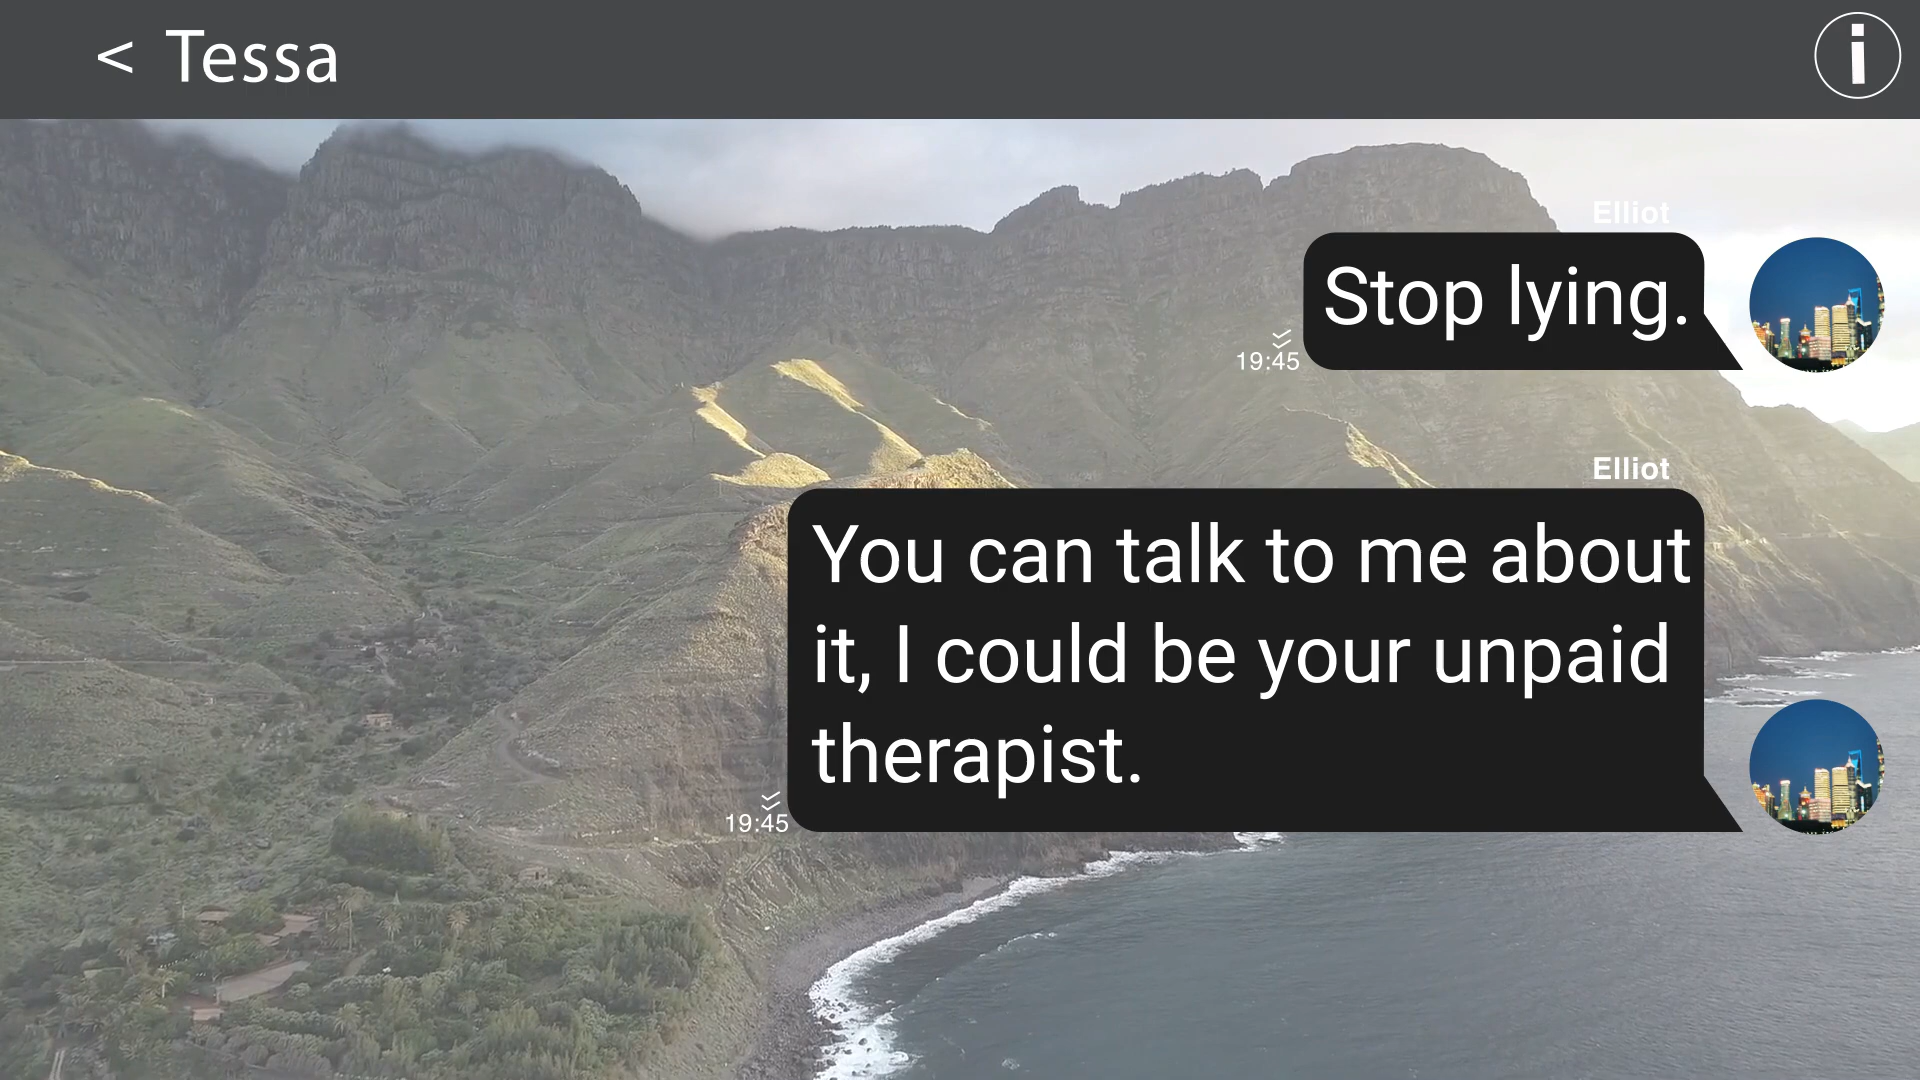 < Tessa
i
Elliot
Stop lying.
19:45
Elliot
You can talk to me about
it, I could be your unpaid
therapist.
19:45